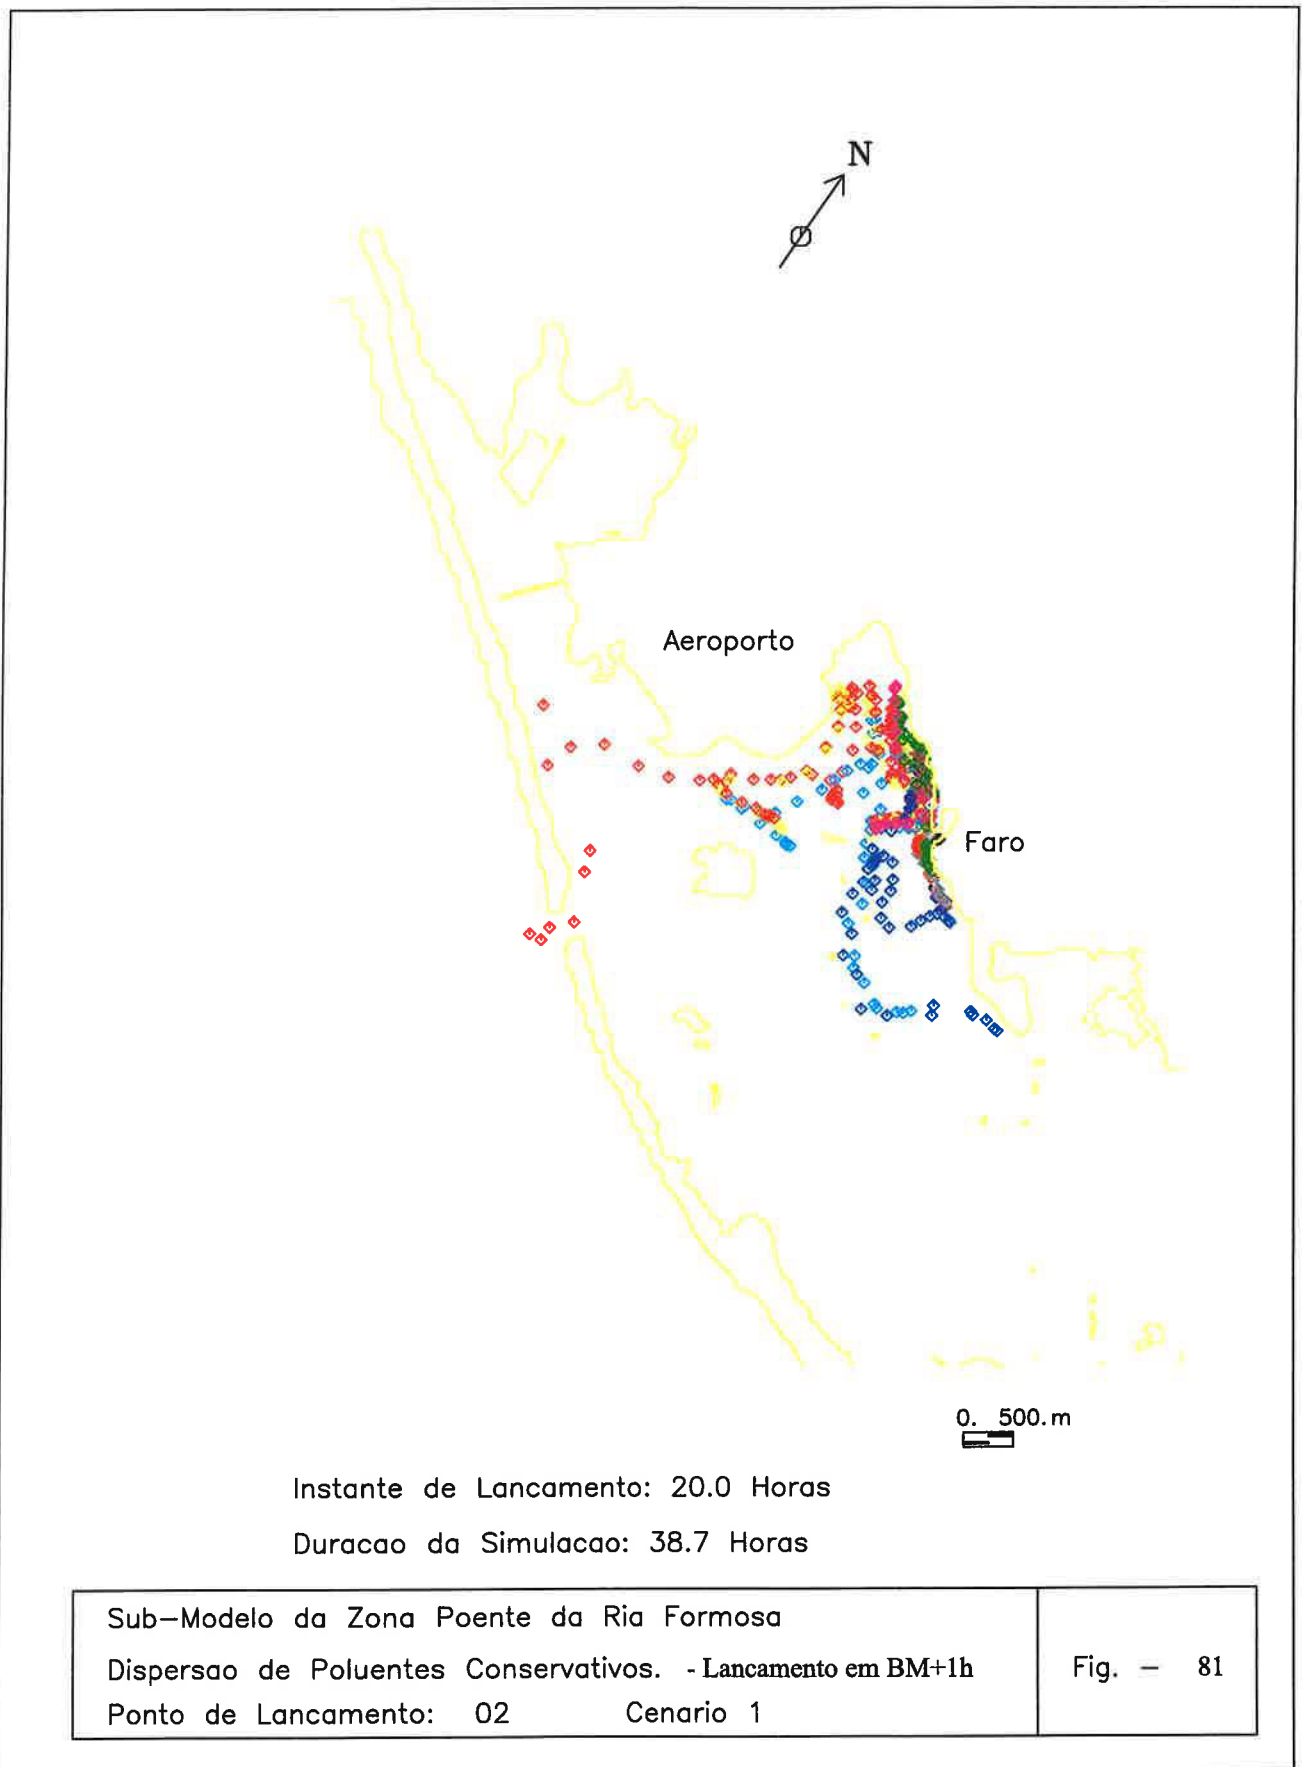 N
Aeroporto
Faro
0. 500.m
Instante de Lancamento: 20.0 Horas
Duracao da Simulacao: 38.7 Horas
Sub-Modelo da Zona Poente da Ria Formosa
Dispersao de Poluentes Conservativos. - Lancamento em BM+1h
Ponto de Lancamento: 02 Cenario 1
Fig. - 81